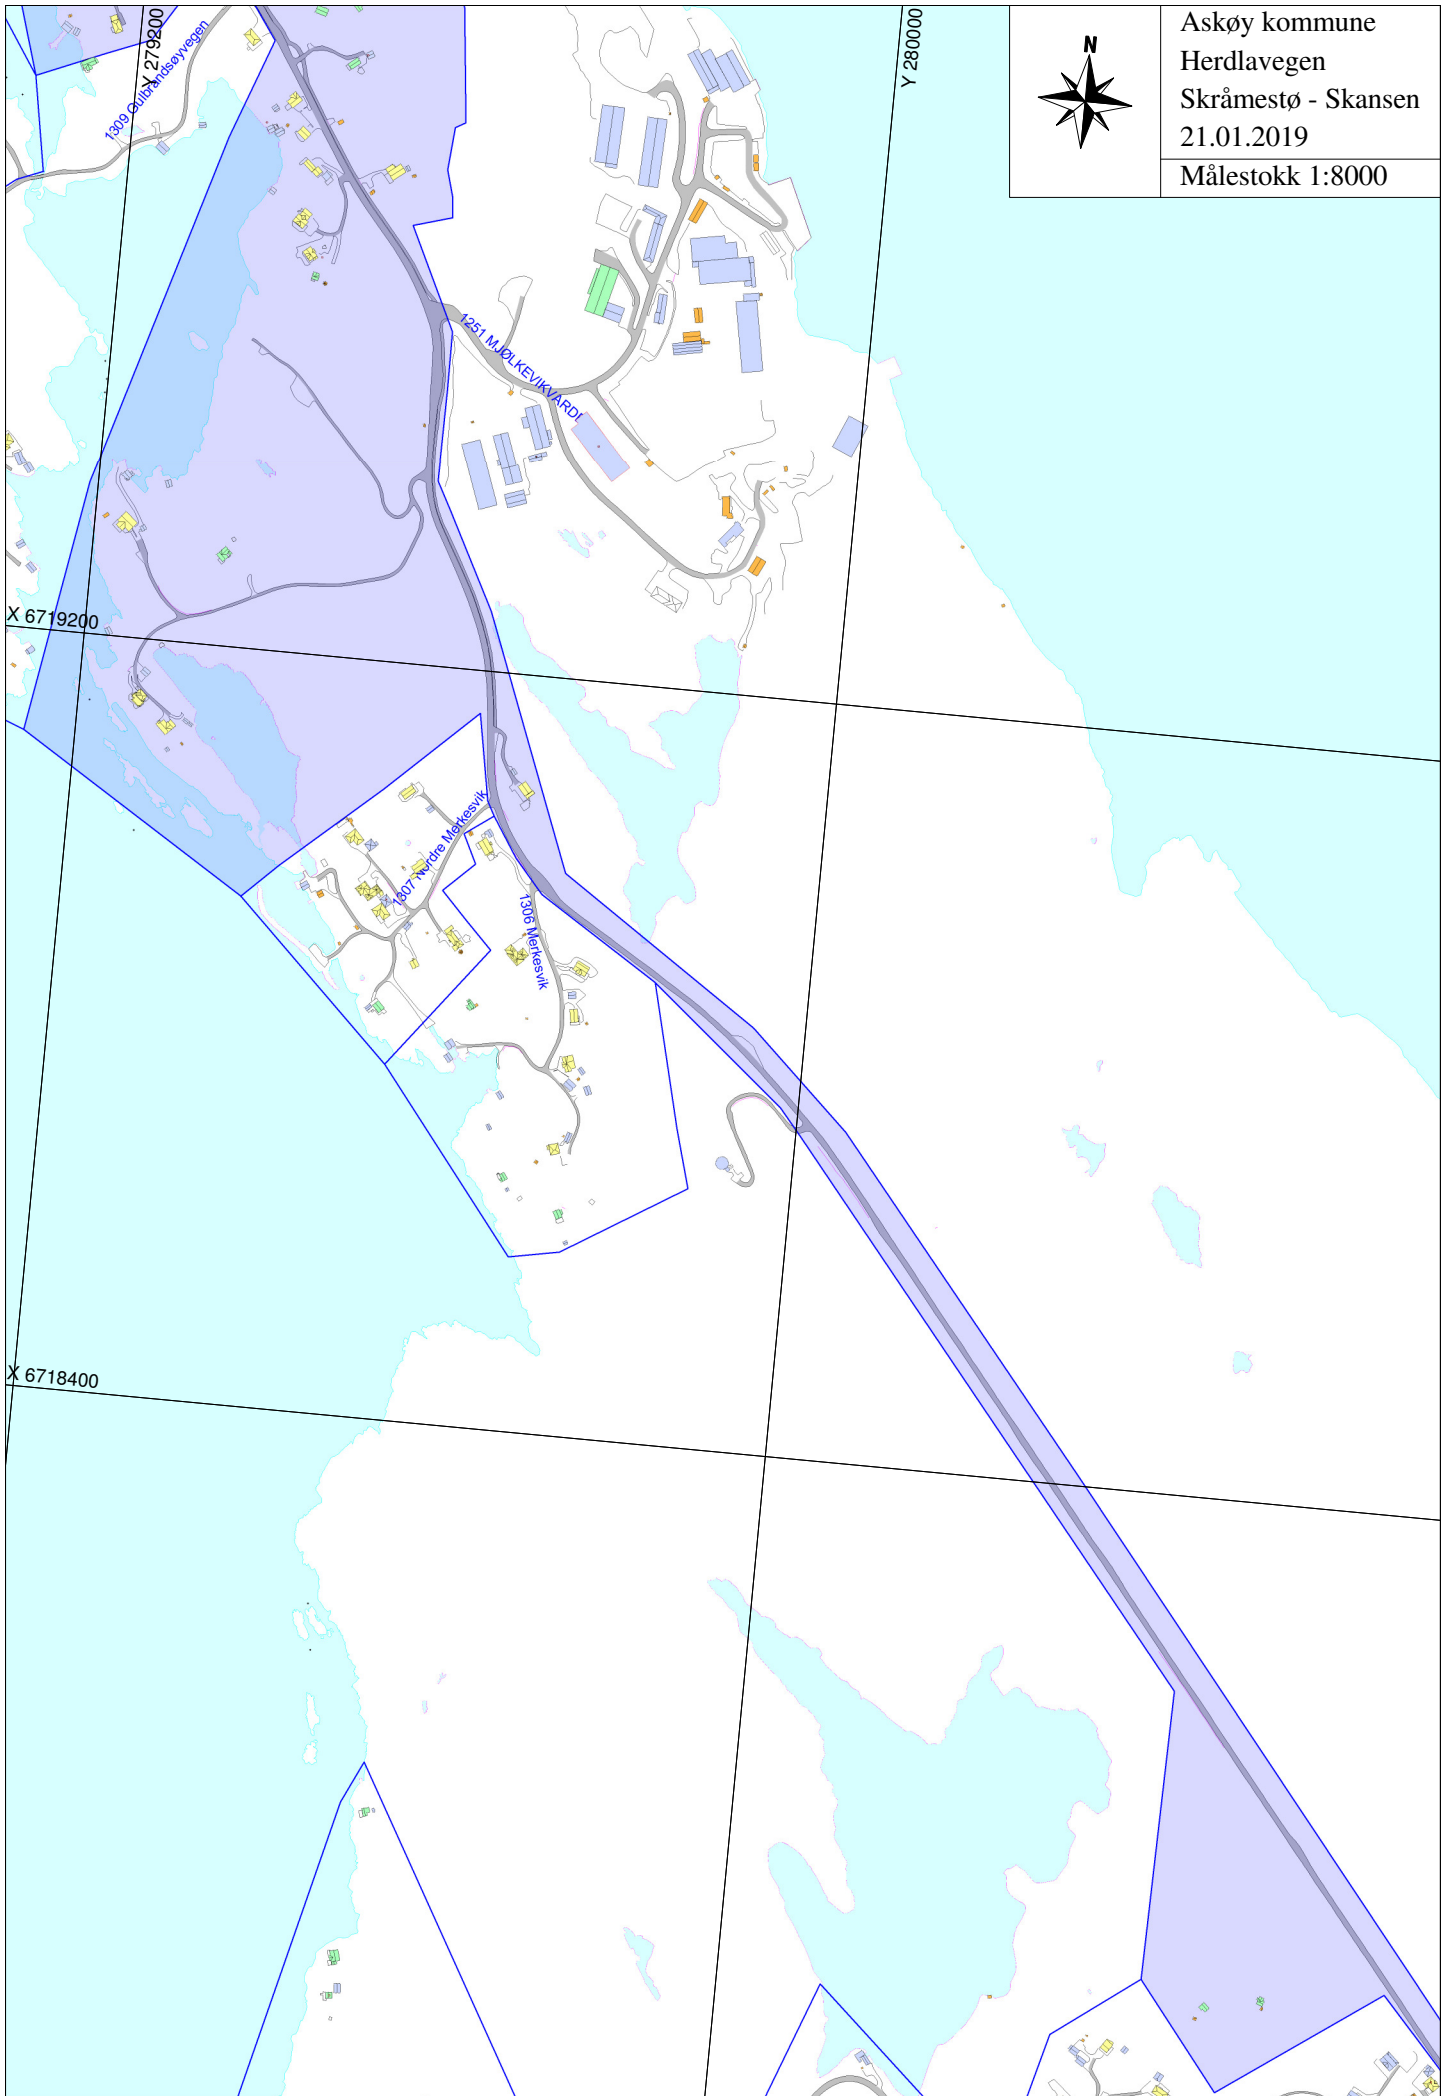 N
Askøy kommune
Herdlavegen
Skråmestø - Skansen
21.01.2019
Målestokk 1:8000
Y 279200
Y 280000
1309 Gulbrandsøyvegen
1251 MJØLKEVIKVARD
X 6719200
1307 Nordre Merkesvik
1306 Merkesvik
X 6718400